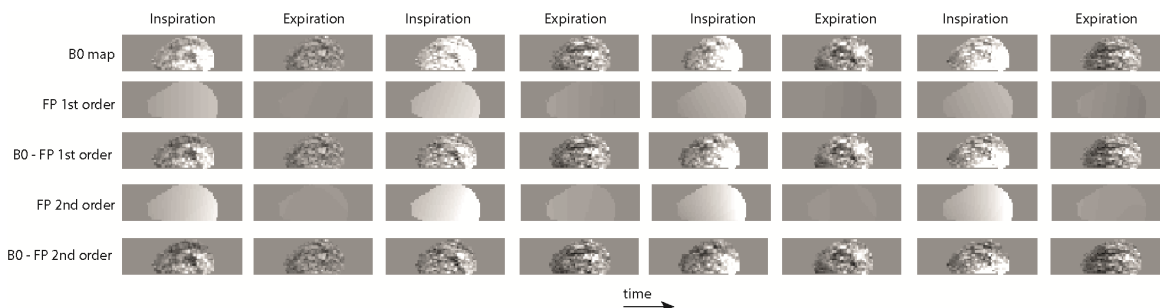 Inspiration Expiration Inspiration Expiration Inspiration Expiration Inspiration Expiration
B0 map
FP 1st order
B0 - FP 1st order
FP 2nd order
B0 - FP 2nd order
time